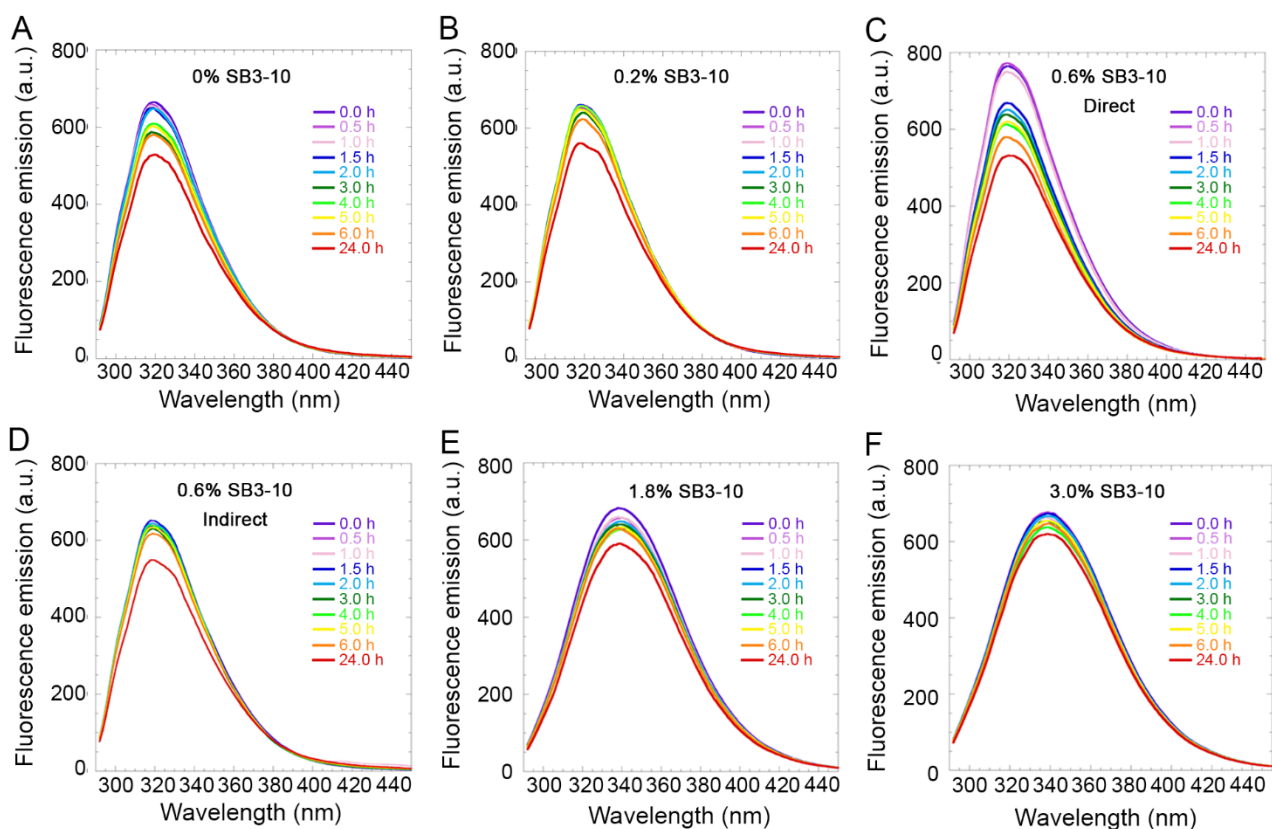 A
Fluorescence emission (a.u.)
800
600
400
200
0
0% SB3-10
0.0 h
0.5 h
1.0 h
1.5 h
2.0 h
3.0 h
4.0 h
5.0 h
6.0 h
24.0 h
300 320 340 360 380 400 420 440
Wavelength (nm)
B
Fluorescence emission (a.u.)
800
600
400
200
0
0.2% SB3-10
0.0 h
0.5 h
1.0 h
1.5 h
2.0 h
3.0 h
4.0 h
5.0 h
6.0 h
24.0 h
300 320 340 360 380 400 420 440
Wavelength (nm)
C
Fluorescence emission (a.u.)
800
600
400
200
0
0.6% SB3-10
Direct
0.0 h
0.5 h
1.0 h
1.5 h
2.0 h
3.0 h
4.0 h
5.0 h
6.0 h
24.0 h
300 320 340 360 380 400 420 440
Wavelength (nm)
D
Fluorescence emission (a.u.)
800
600
400
200
0
0.6% SB3-10
Indirect
0.0 h
0.5 h
1.0 h
1.5 h
2.0 h
3.0 h
4.0 h
5.0 h
6.0 h
24.0 h
300 320 340 360 380 400 420 440
Wavelength (nm)
E
Fluorescence emission (a.u.)
800
600
400
200
0
1.8% SB3-10
0.0 h
0.5 h
1.0 h
1.5 h
2.0 h
3.0 h
4.0 h
5.0 h
6.0 h
24.0 h
300 320 340 360 380 400 420 440
Wavelength (nm)
F
Fluorescence emission (a.u.)
800
600
400
200
0
3.0% SB3-10
0.0 h
0.5 h
1.0 h
1.5 h
2.0 h
3.0 h
4.0 h
5.0 h
6.0 h
24.0 h
300 320 340 360 380 400 420 440
Wavelength (nm)